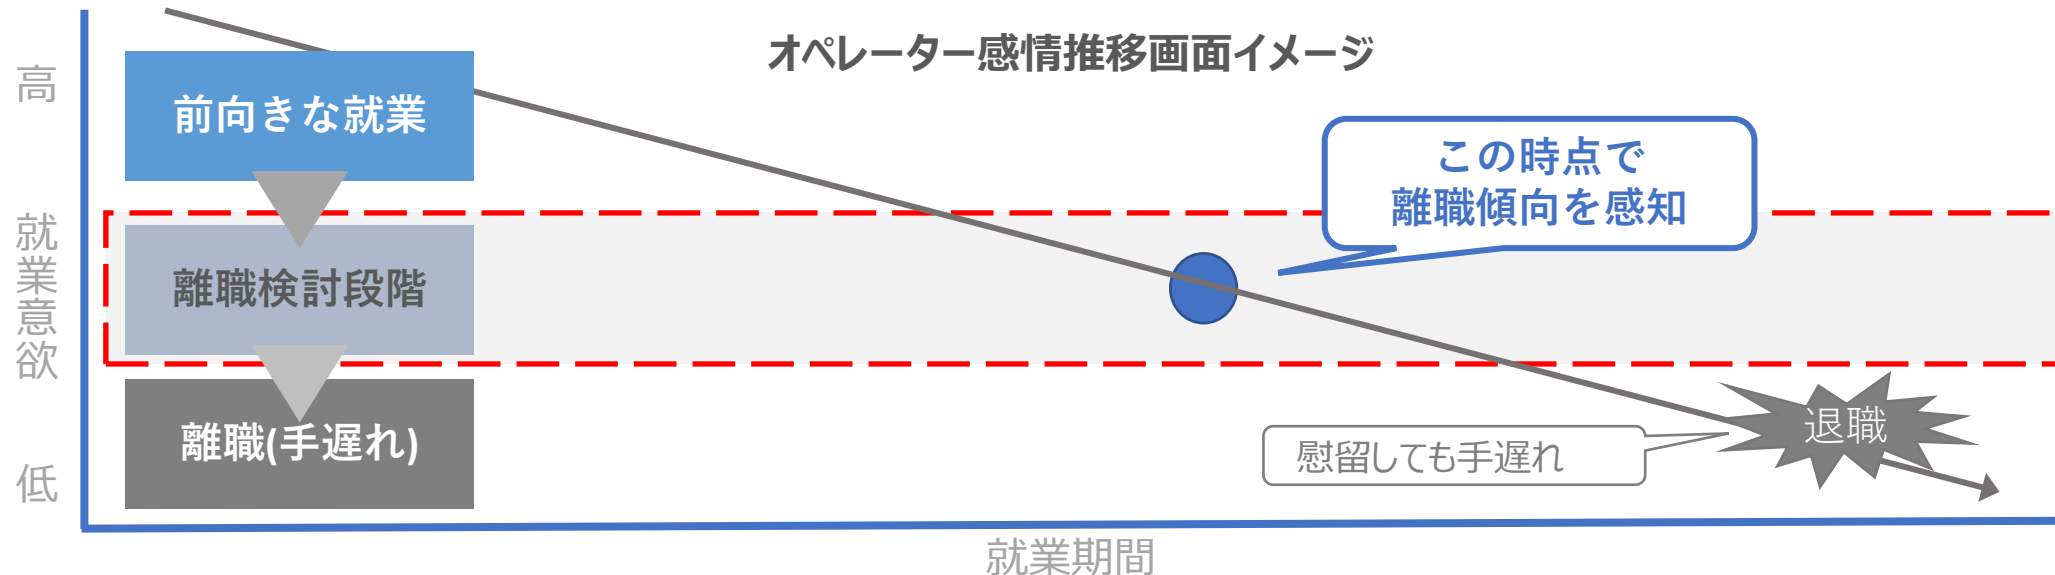 オペレーター感情推移画面イメージ
高
就業意欲
低
前向きな就業
離職検討段階
離職(手遅れ)
この時点で
離職傾向を感知
慰留しても手遅れ
退職
就業期間